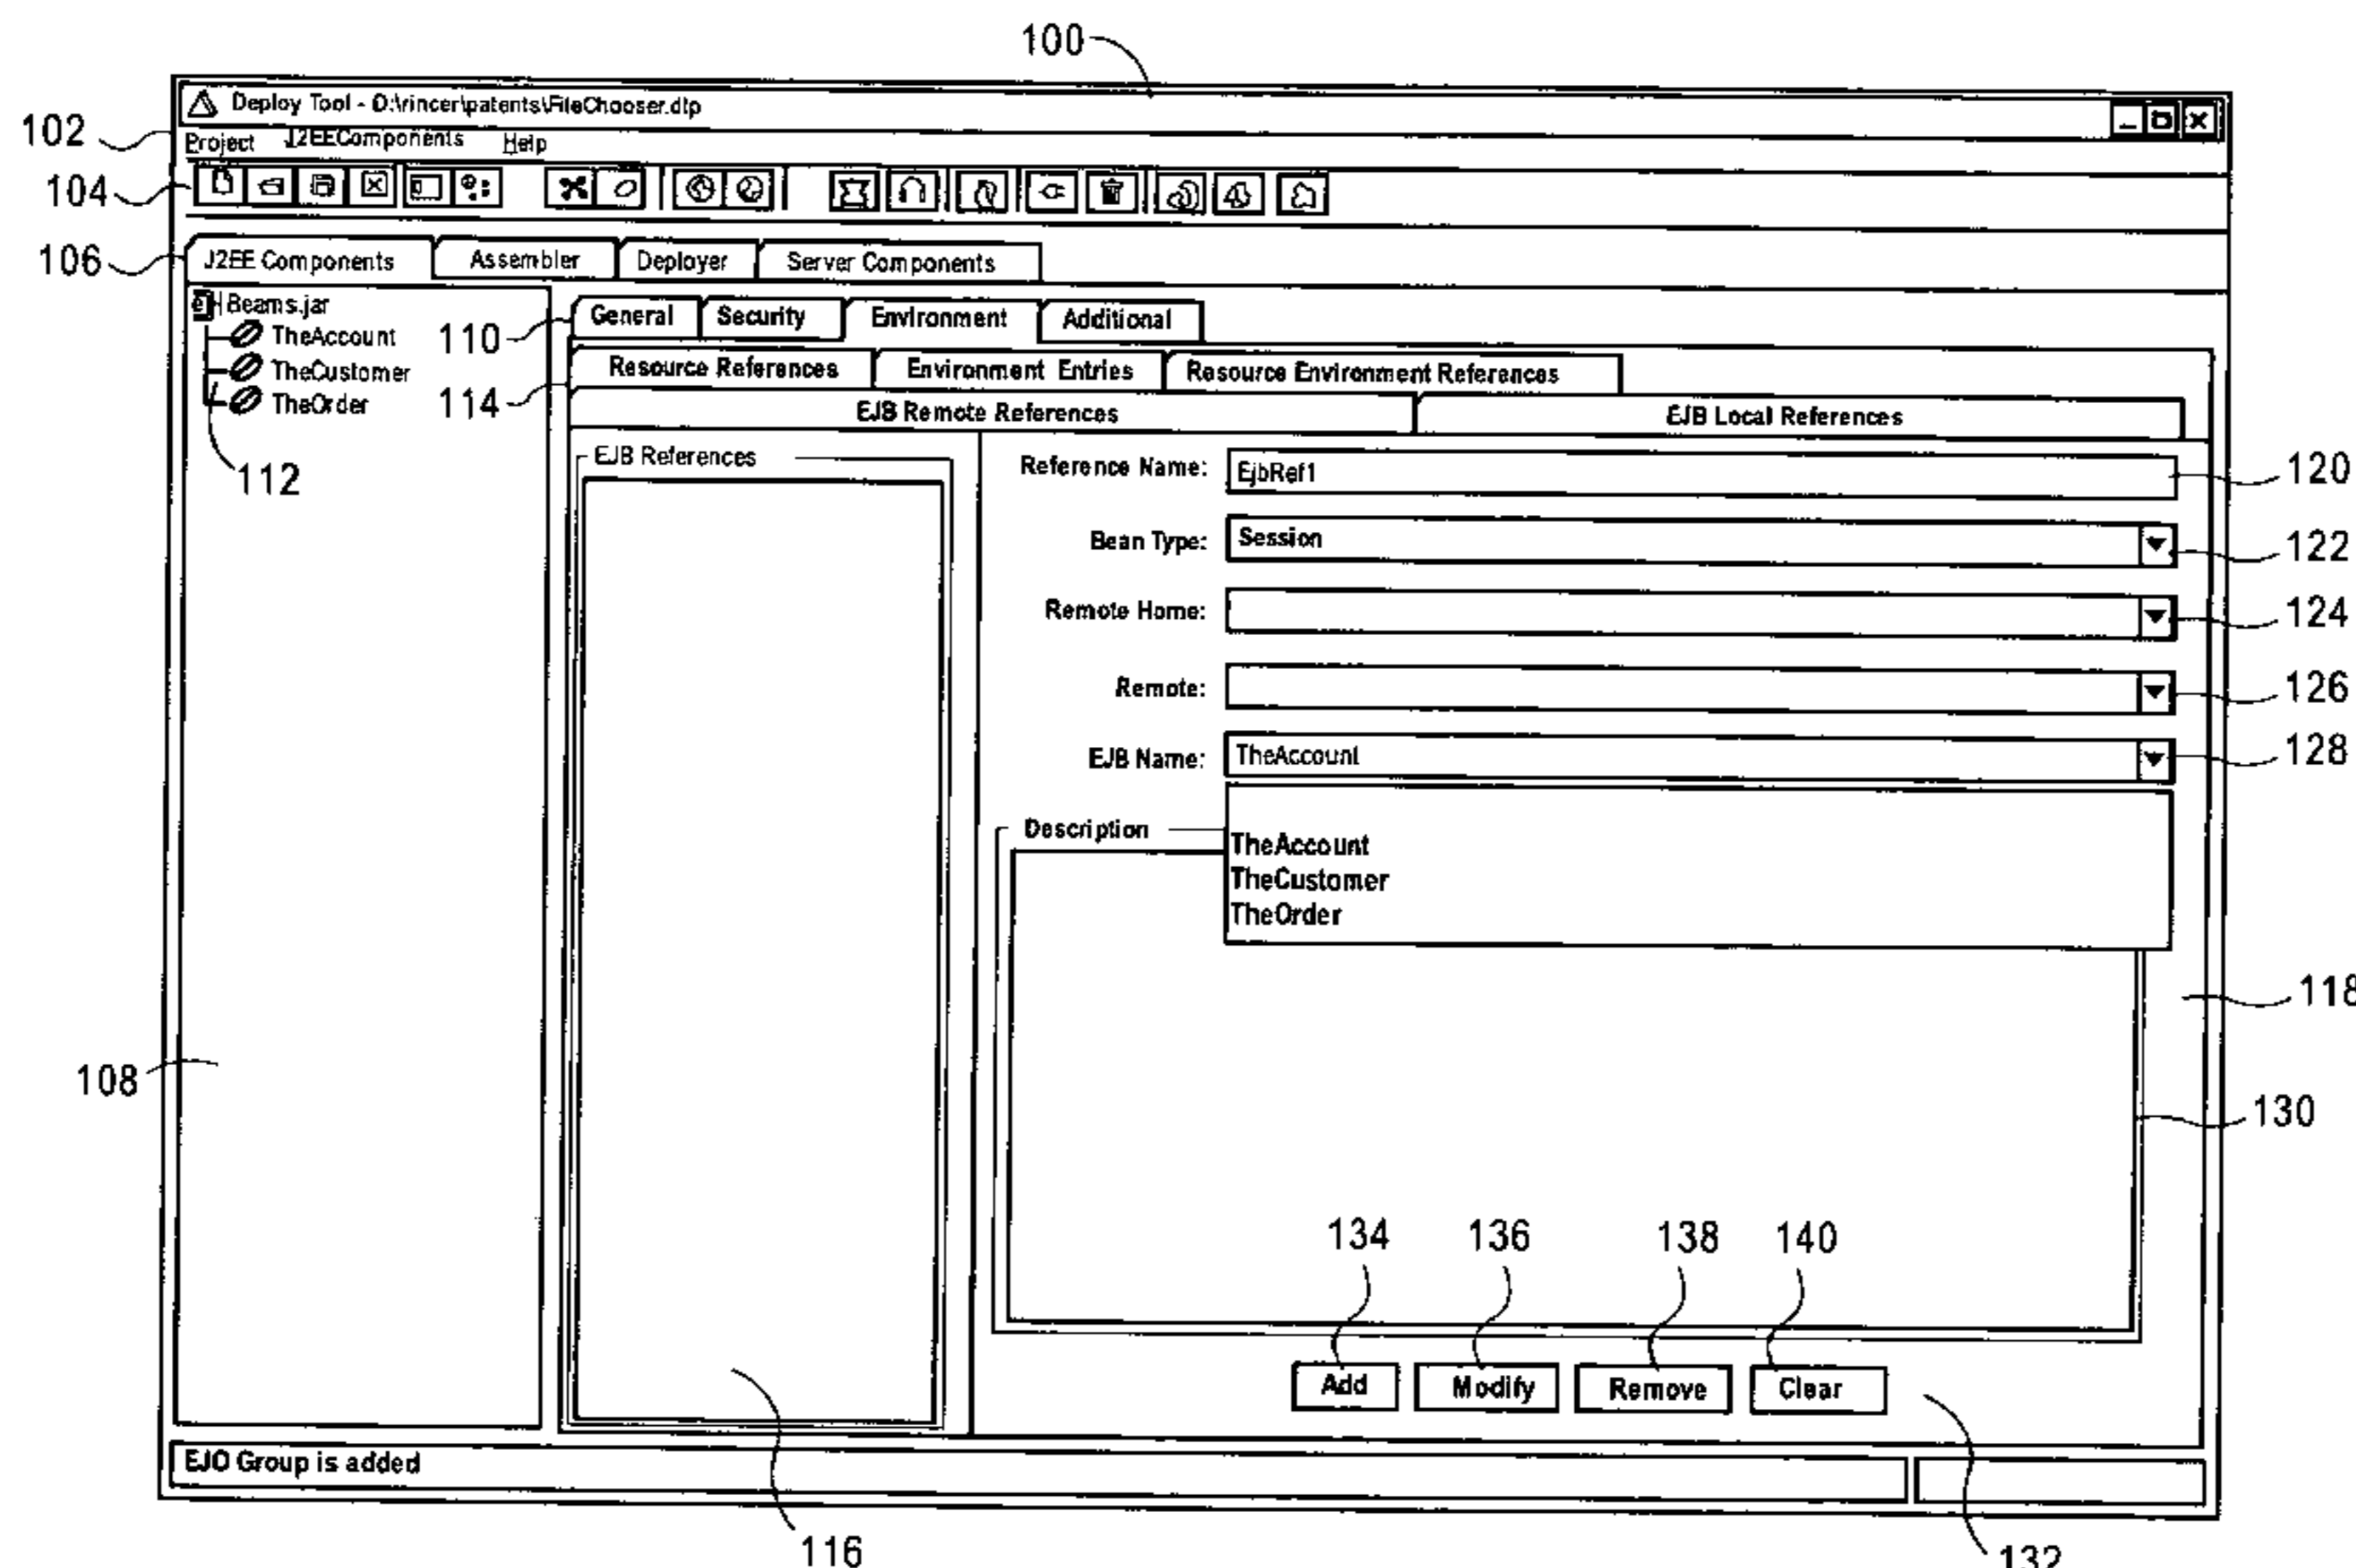 100
Deploy Tool - D:\rincer\patents\FileChooser.dtp
102
Project J2EEComponents Help
104
106
J2EE Components Assembler Deployer Server Components
Beams.jar
TheAccount
TheCustomer
TheOrder
112
110
General Security Environment Additional
114
Resource References Environment Entries Resource Environment References
EJB Remote References EJB Local References
EJB References
Reference Name: EjbRef1 120
Bean Type: Session 122
Remote Home: 124
Remote: 126
EJB Name: TheAccount 128
Description
TheAccount
TheCustomer
TheOrder
118
108
130
134 136 138 140
Add Modify Remove Clear
EJO Group is added
116
132